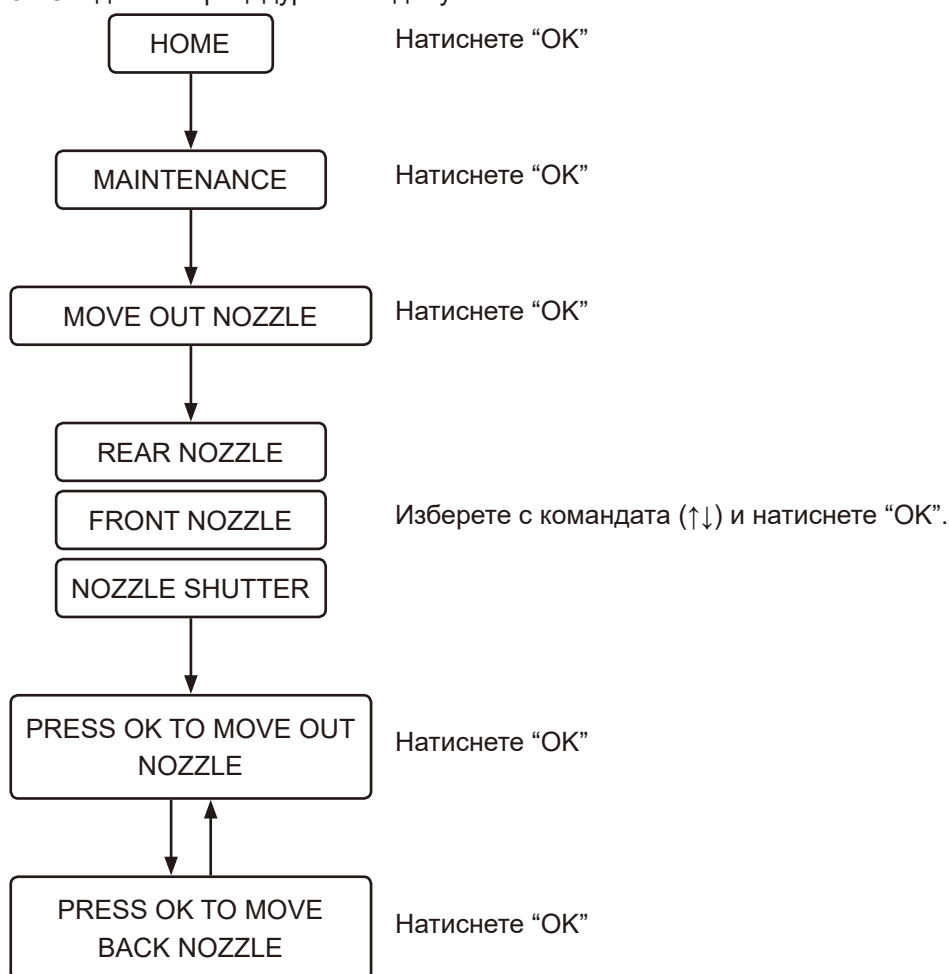 HOME
Натиснете “OK”
MAINTENANCE
Натиснете “OK”
MOVE OUT NOZZLE
Натиснете “OK”
REAR NOZZLE
FRONT NOZZLE
Изберете с командата (↑↓) и натиснете “OK”.
NOZZLE SHUTTER
PRESS OK TO MOVE OUT
NOZZLE
Натиснете “OK”
PRESS OK TO MOVE
BACK NOZZLE
Натиснете “OK”